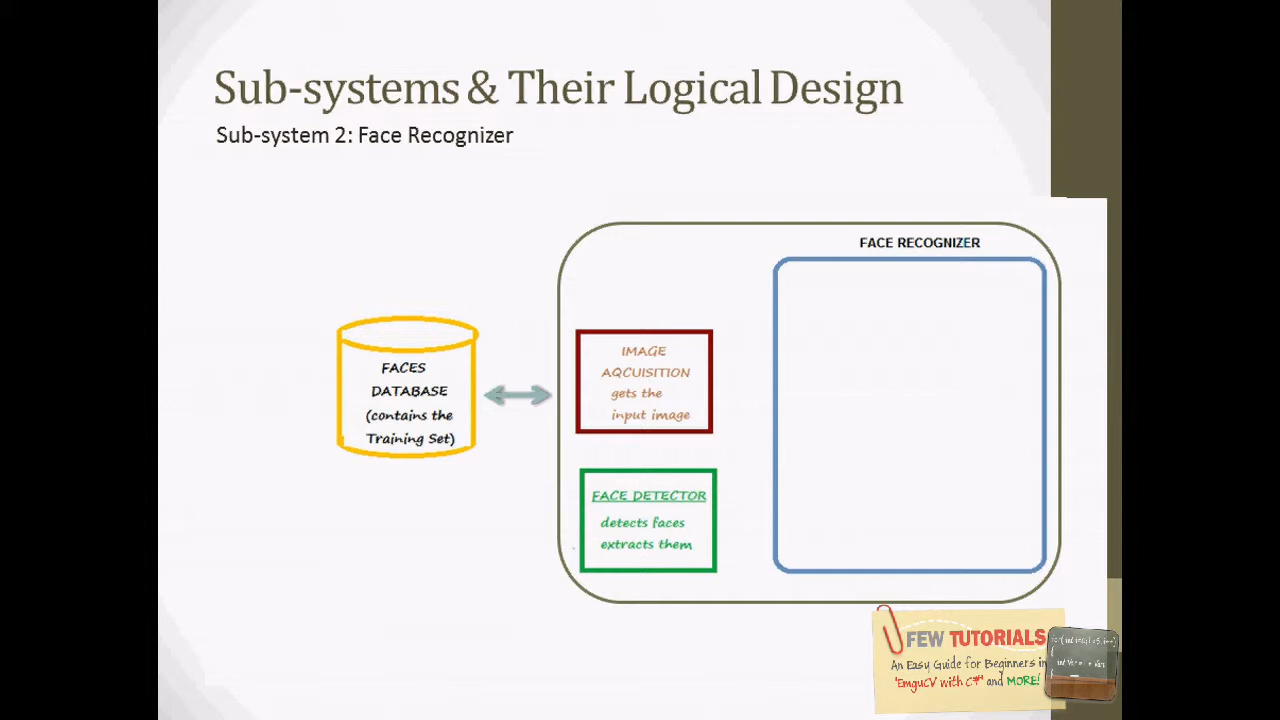 Sub-systems & Their Logical Design
Sub-system 2: Face Recognizer
FACE RECOGNIZER
FACES
DATABASE
(contains the
Training Set)
IMAGE
AQCUISITION
gets the
input image
FACE DETECTOR
detects faces
extracts them
FEW TUTORIALS
An Easy Guide for Beginners in
'EmguCV with C#' and MORE!